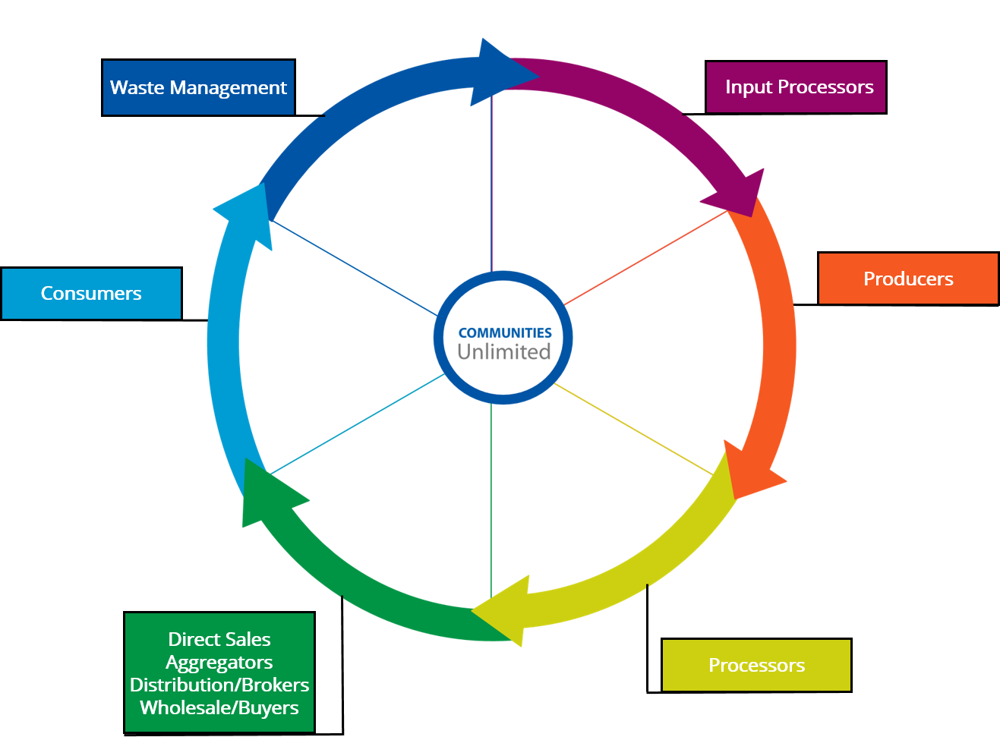 Waste Management
Input Processors
Producers
Consumers
COMMUNITIES
Unlimited
Direct Sales
Aggregators
Distribution/Brokers
Wholesale/Buyers
Processors